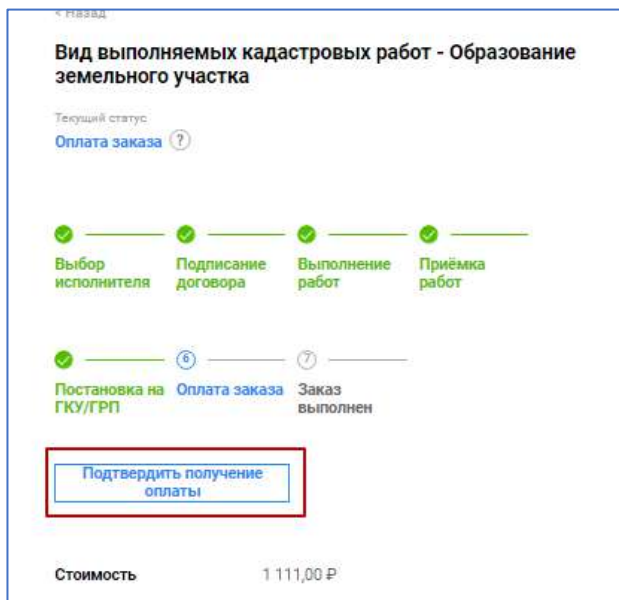 < Назад
Вид выполняемых кадастровых работ - Образование
земельного участка
Текущий статус
Оплата заказа ?
Выбор исполнителя
Подписание договора
Выполнение работ
Приёмка работ
Постановка на ГКУ/ГРП
6 Оплата заказа
7 Заказ выполнен
Подтвердить получение
оплаты
Стоимость 1 111,00 ₽